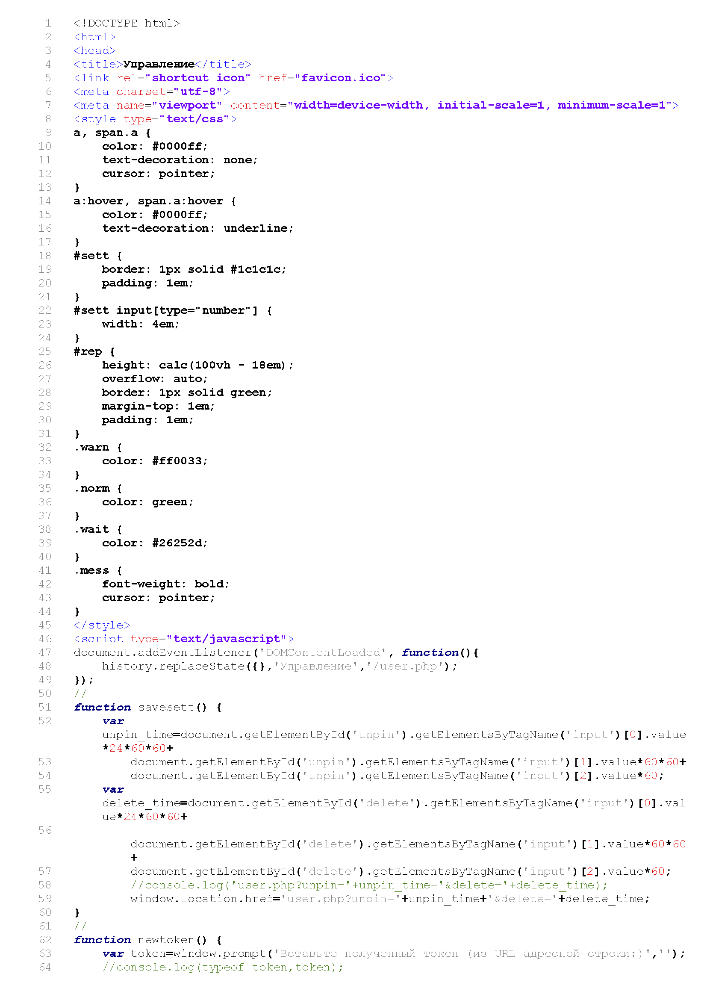 1 <!DOCTYPE html>
2 <html>
3 <head>
4 <title>Управление</title>
5 <link rel="shortcut icon" href="favicon.ico">
6 <meta charset="utf-8">
7 <meta name="viewport" content="width=device-width, initial-scale=1, minimum-scale=1">
8 <style type="text/css">
9 a, span.a {
10     color: #0000ff;
11     text-decoration: none;
12     cursor: pointer;
13 }
14 a:hover, span.a:hover {
15     color: #0000ff;
16     text-decoration: underline;
17 }
18 #sett {
19     border: 1px solid #1c1c1c;
20     padding: 1em;
21 }
22 #sett input[type="number"] {
23     width: 4em;
24 }
25 #rep {
26     height: calc(100vh - 18em);
27     overflow: auto;
28     border: 1px solid green;
29     margin-top: 1em;
30     padding: 1em;
31 }
32 .warn {
33     color: #ff0033;
34 }
35 .norm {
36     color: green;
37 }
38 .wait {
39     color: #26252d;
40 }
41 .mess {
42     font-weight: bold;
43     cursor: pointer;
44 }
45 </style>
46 <script type="text/javascript">
47 document.addEventListener('DOMContentLoaded', function(){
48     history.replaceState({},'Управление','/user.php');
49 });
50 //
51 function savesett() {
52     var
unpin_time=document.getElementById('unpin').getElementsByTagName('input')[0].value
*24*60*60+
53         document.getElementById('unpin').getElementsByTagName('input')[1].value*60*60+
54         document.getElementById('unpin').getElementsByTagName('input')[2].value*60;
55     var
delete_time=document.getElementById('delete').getElementsByTagName('input')[0].val
ue*24*60*60+
56
document.getElementById('delete').getElementsByTagName('input')[1].value*60*60
+
57         document.getElementById('delete').getElementsByTagName('input')[2].value*60;
58         //console.log('user.php?unpin='+unpin_time+'&delete='+delete_time);
59         window.location.href='user.php?unpin='+unpin_time+'&delete='+delete_time;
60 }
61 //
62 function newtoken() {
63     var token=window.prompt('Вставьте полученный токен (из URL адресной строки:)','');
64     //console.log(typeof token,token);